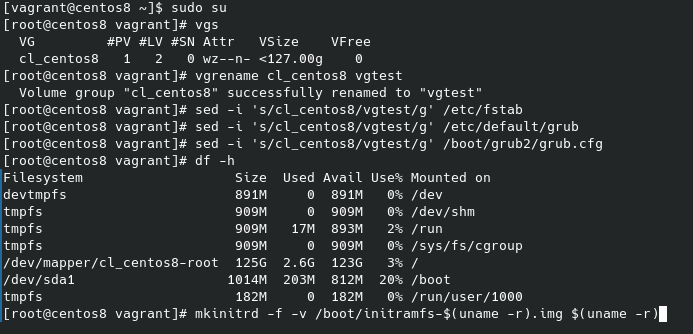 [vagrant@centos8 ~]$ sudo su
[root@centos8 vagrant]# vgs
  VG         #PV #LV #SN Attr   VSize    VFree
  cl_centos8   1   2   0 wz--n- <127.00g    0
[root@centos8 vagrant]# vgrename cl_centos8 vgtest
  Volume group "cl_centos8" successfully renamed to "vgtest"
[root@centos8 vagrant]# sed -i 's/cl_centos8/vgtest/g' /etc/fstab
[root@centos8 vagrant]# sed -i 's/cl_centos8/vgtest/g' /etc/default/grub
[root@centos8 vagrant]# sed -i 's/cl_centos8/vgtest/g' /boot/grub2/grub.cfg
[root@centos8 vagrant]# df -h
Filesystem                   Size  Used Avail Use% Mounted on
devtmpfs                     891M     0  891M   0% /dev
tmpfs                        909M     0  909M   0% /dev/shm
tmpfs                        909M   17M  893M   2% /run
tmpfs                        909M     0  909M   0% /sys/fs/cgroup
/dev/mapper/cl_centos8-root  125G  2.6G  123G   3% /
/dev/sda1                   1014M  203M  812M  20% /boot
tmpfs                        182M     0  182M   0% /run/user/1000
[root@centos8 vagrant]# mkinitrd -f -v /boot/initramfs-$(uname -r).img $(uname -r)